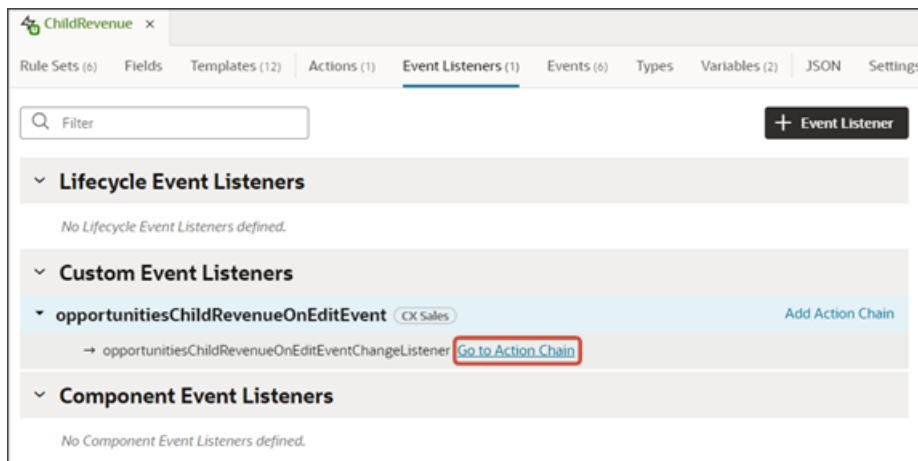 ChildRevenue ×
Rule Sets (6) Fields Templates (12) Actions (1) Event Listeners (1) Events (6) Types Variables (2) JSON Settings
Filter
+ Event Listener
Lifecycle Event Listeners
No Lifecycle Event Listeners defined.
Custom Event Listeners
opportunitiesChildRevenueOnEditEvent CX Sales Add Action Chain
→ opportunitiesChildRevenueOnEditEventChangeListener Go to Action Chain
Component Event Listeners
No Component Event Listeners defined.